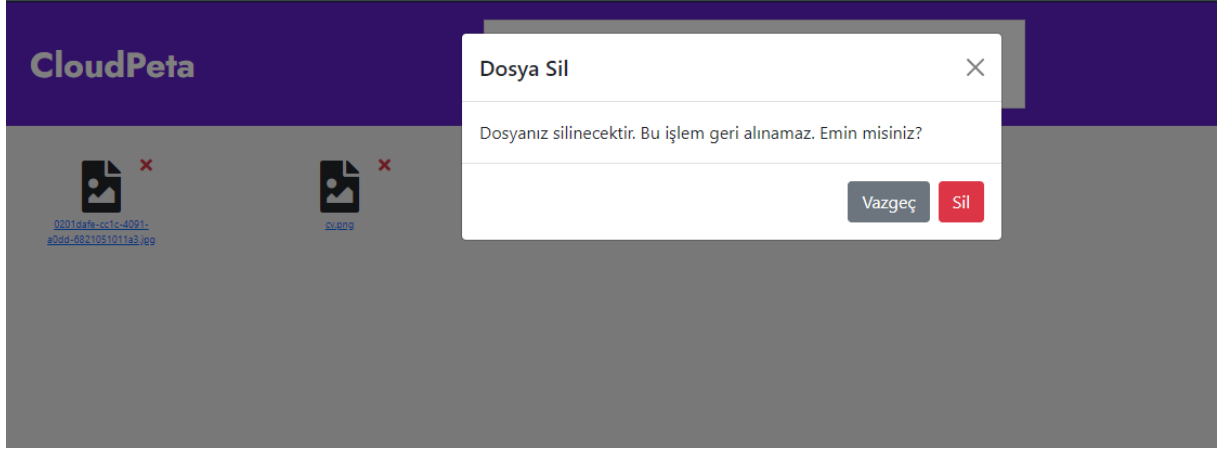 CloudPeta
Dosya Sil
Dosyanız silinecektir. Bu işlem geri alınamaz. Emin misiniz?
Vazgeç
Sil
0201dafe-cc1c-4091-
a0dd-6821051011a3.jpg
cv.png